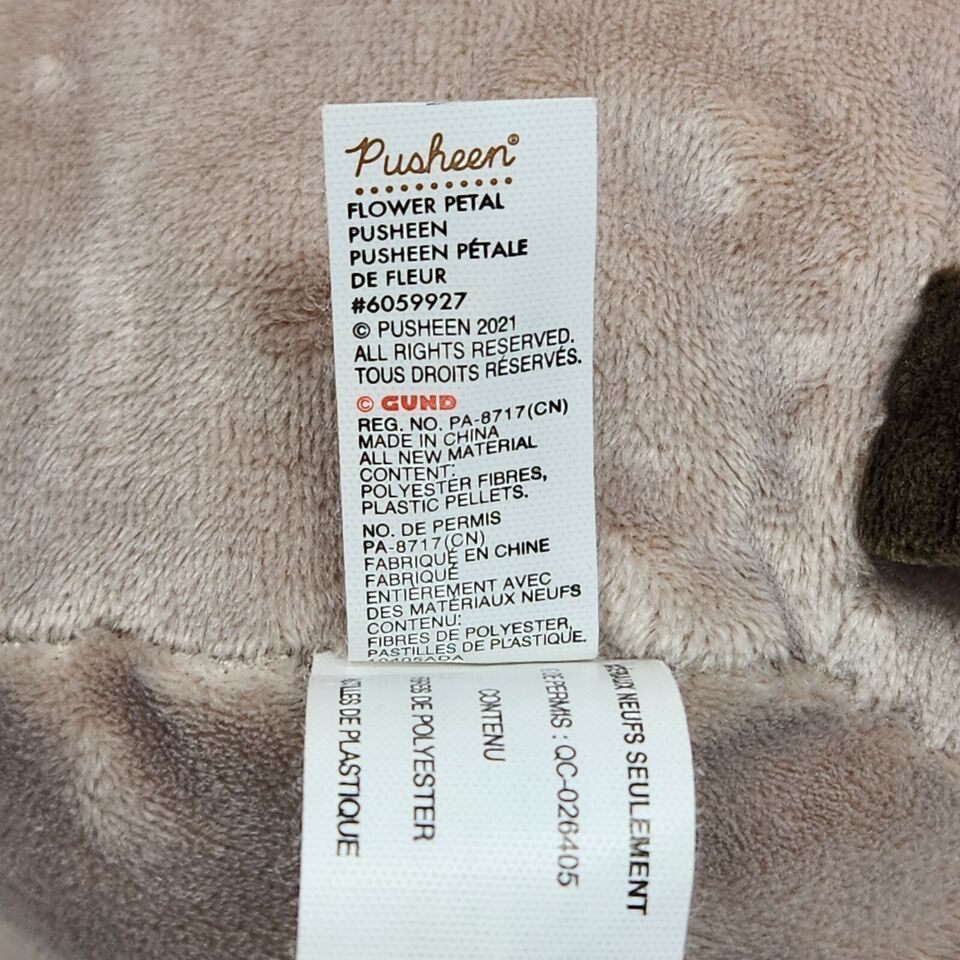 Pusheen®
FLOWER PETAL
PUSHEEN
PUSHEEN PÉTALE
DE FLEUR
#6059927
© PUSHEEN 2021
ALL RIGHTS RESERVED.
TOUS DROITS RÉSERVÉS.
© GUND
REG. NO. PA-8717(CN)
MADE IN CHINA
ALL NEW MATERIAL
CONTENT:
POLYESTER FIBRES,
PLASTIC PELLETS.
NO. DE PERMIS
PA-8717(CN)
FABRIQUÉ EN CHINE
FABRIQUÉ
ENTIÈREMENT AVEC
DES MATÉRIAUX NEUFS
CONTENU:
FIBRES DE POLYESTER,
PASTILLES DE PLASTIQUE.
NEUFS SEULEMENT
DE PERMIS : QC-026405
CONTENU
DE POLYESTER
DE PLASTIQUE